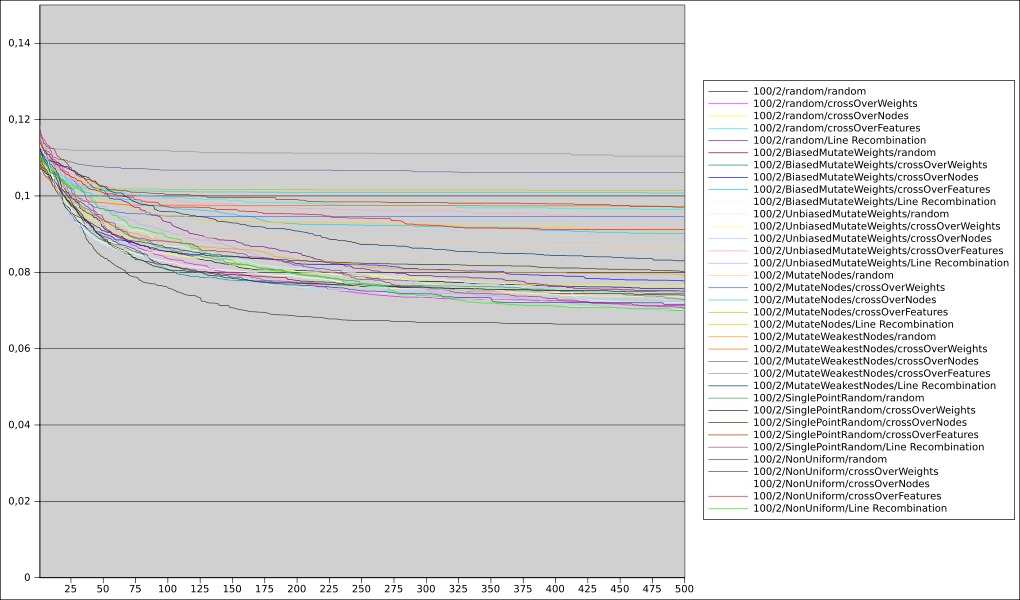 0,14
0,12
0,1
0,08
0,06
0,04
0,02
0
25 50 75 100 125 150 175 200 225 250 275 300 325 350 375 400 425 450 475 500
100/2/random/random
100/2/random/crossOverWeights
100/2/random/crossOverNodes
100/2/random/crossOverFeatures
100/2/random/Line Recombination
100/2/BiasedMutateWeights/random
100/2/BiasedMutateWeights/crossOverWeights
100/2/BiasedMutateWeights/crossOverNodes
100/2/BiasedMutateWeights/crossOverFeatures
100/2/BiasedMutateWeights/Line Recombination
100/2/UnbiasedMutateWeights/random
100/2/UnbiasedMutateWeights/crossOverWeights
100/2/UnbiasedMutateWeights/crossOverNodes
100/2/UnbiasedMutateWeights/crossOverFeatures
100/2/UnbiasedMutateWeights/Line Recombination
100/2/MutateNodes/random
100/2/MutateNodes/crossOverWeights
100/2/MutateNodes/crossOverNodes
100/2/MutateNodes/crossOverFeatures
100/2/MutateNodes/Line Recombination
100/2/MutateWeakestNodes/random
100/2/MutateWeakestNodes/crossOverWeights
100/2/MutateWeakestNodes/crossOverNodes
100/2/MutateWeakestNodes/crossOverFeatures
100/2/MutateWeakestNodes/Line Recombination
100/2/SinglePointRandom/random
100/2/SinglePointRandom/crossOverWeights
100/2/SinglePointRandom/crossOverNodes
100/2/SinglePointRandom/crossOverFeatures
100/2/SinglePointRandom/Line Recombination
100/2/NonUniform/random
100/2/NonUniform/crossOverWeights
100/2/NonUniform/crossOverNodes
100/2/NonUniform/crossOverFeatures
100/2/NonUniform/Line Recombination